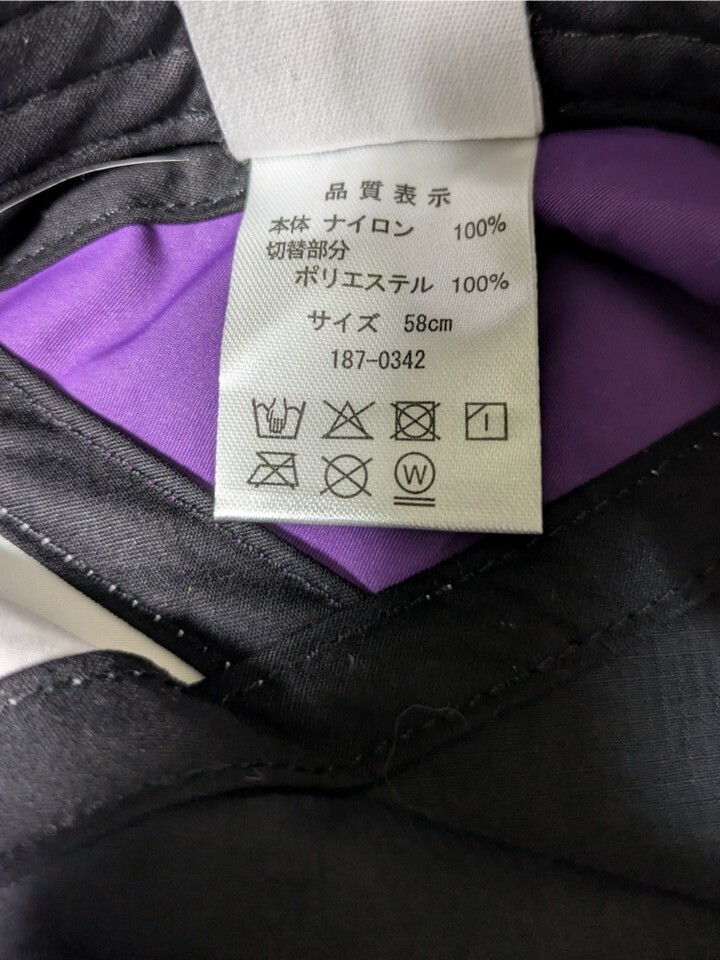 品質表示
本体 ナイロン 100%
切替部分
ポリエステル 100%
サイズ 58cm
187-0342
W